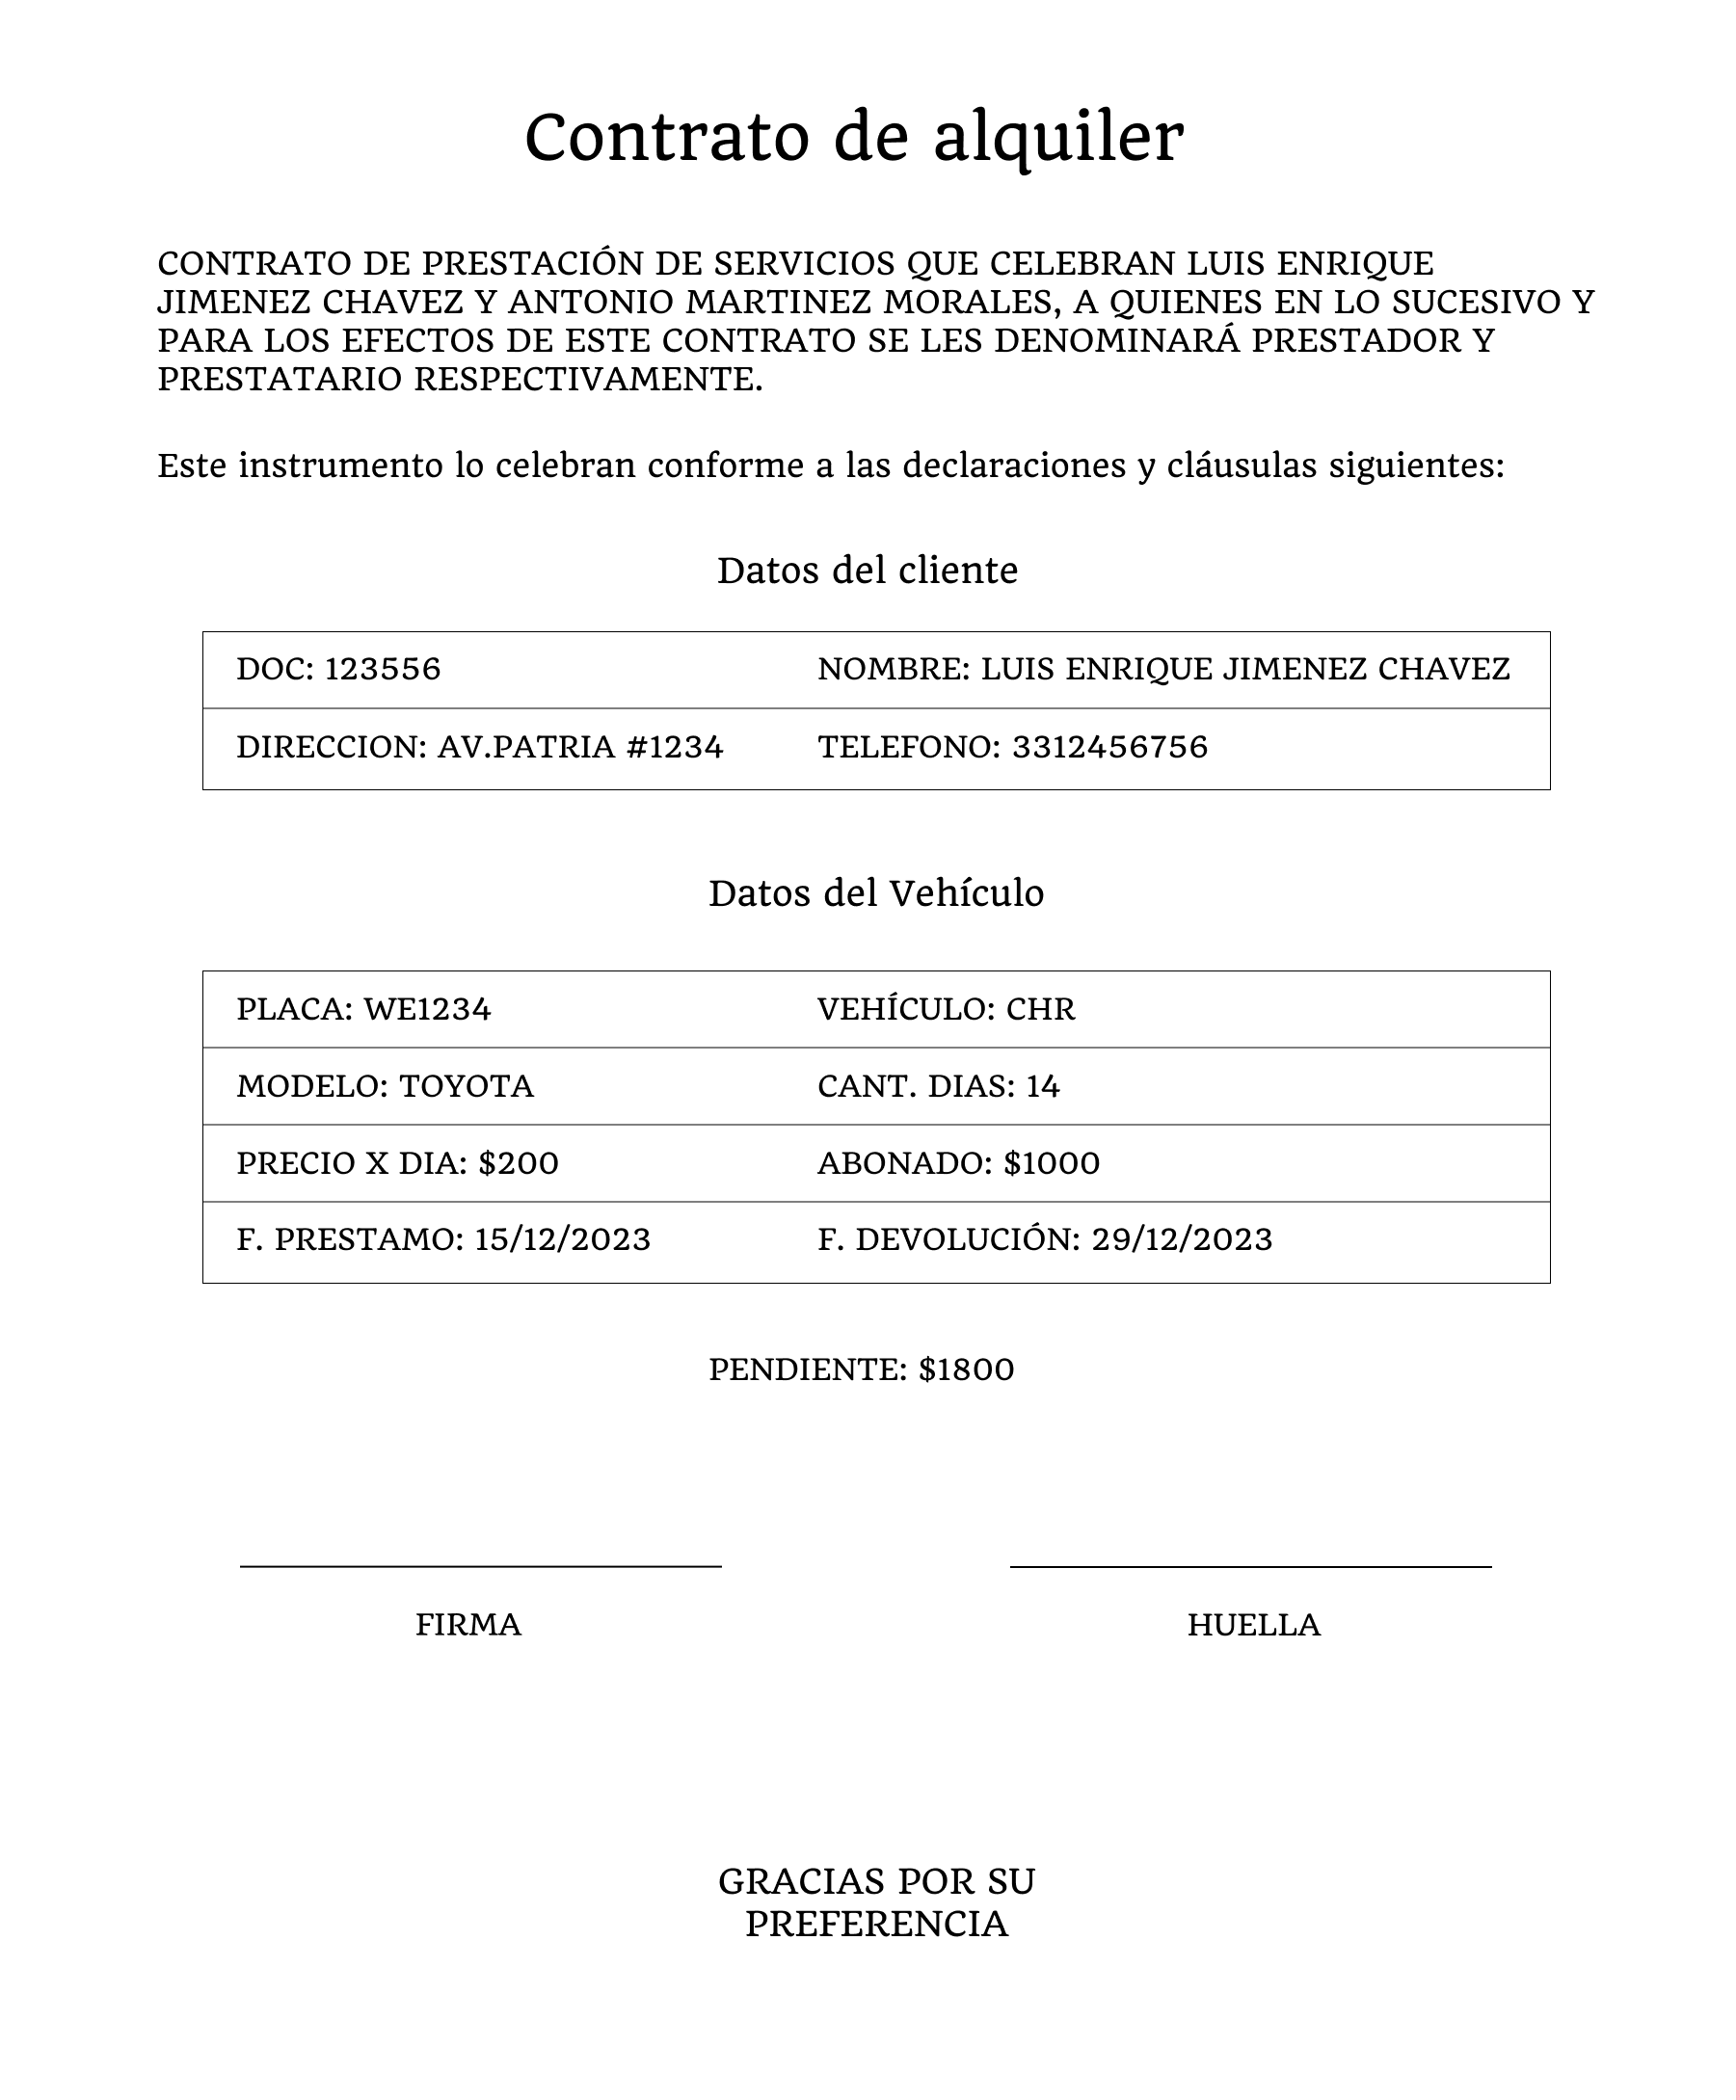 Contrato de alquiler
CONTRATO DE PRESTACIÓN DE SERVICIOS QUE CELEBRAN LUIS ENRIQUE
JIMENEZ CHAVEZ Y ANTONIO MARTINEZ MORALES, A QUIENES EN LO SUCESIVO Y
PARA LOS EFECTOS DE ESTE CONTRATO SE LES DENOMINARÁ PRESTADOR Y
PRESTATARIO RESPECTIVAMENTE.
Este instrumento lo celebran conforme a las declaraciones y cláusulas siguientes:
Datos del cliente
DOC: 123556 NOMBRE: LUIS ENRIQUE JIMENEZ CHAVEZ
DIRECCION: AV.PATRIA #1234 TELEFONO: 3312456756
Datos del Vehículo
PLACA: WE1234 VEHÍCULO: CHR
MODELO: TOYOTA CANT. DIAS: 14
PRECIO X DIA: $200 ABONADO: $1000
F. PRESTAMO: 15/12/2023 F. DEVOLUCIÓN: 29/12/2023
PENDIENTE: $1800
FIRMA HUELLA
GRACIAS POR SU
PREFERENCIA